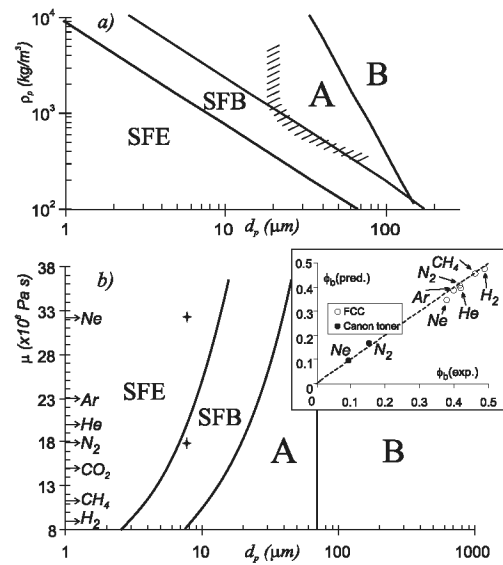 a)
ρp (kg/m³)
10⁴
10³
10²
SFE
SFB
A
B
1
10
100
dp (μm)
b)
μ (x10⁶ Pa s)
38
33
28
23
18
13
8
Ne
Ar
He
N₂
CO₂
CH₄
H₂
SFE
SFB
A
B
1
10
100
1000
dp (μm)
ϕb(pred.)
0.5
0.4
0.3
0.2
0.1
0
CH₄
N₂
Ar
H₂
He
Ne
FCC
Canon toner
Ne
N₂
ϕb(exp.)
0.1
0.2
0.3
0.4
0.5